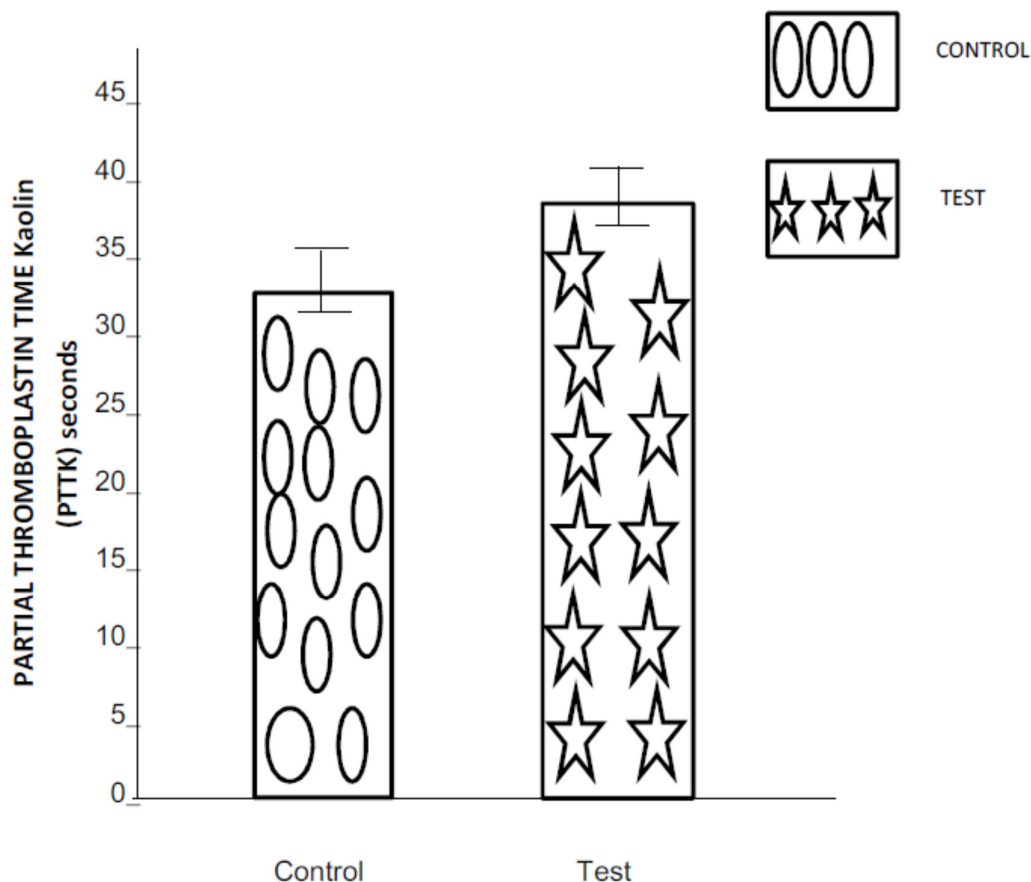 PARTIAL THROMBOPLASTIN TIME Kaolin
(PTTK) seconds
45
40
35
30
25
20
15
10
5
0
Control
Test
CONTROL
TEST